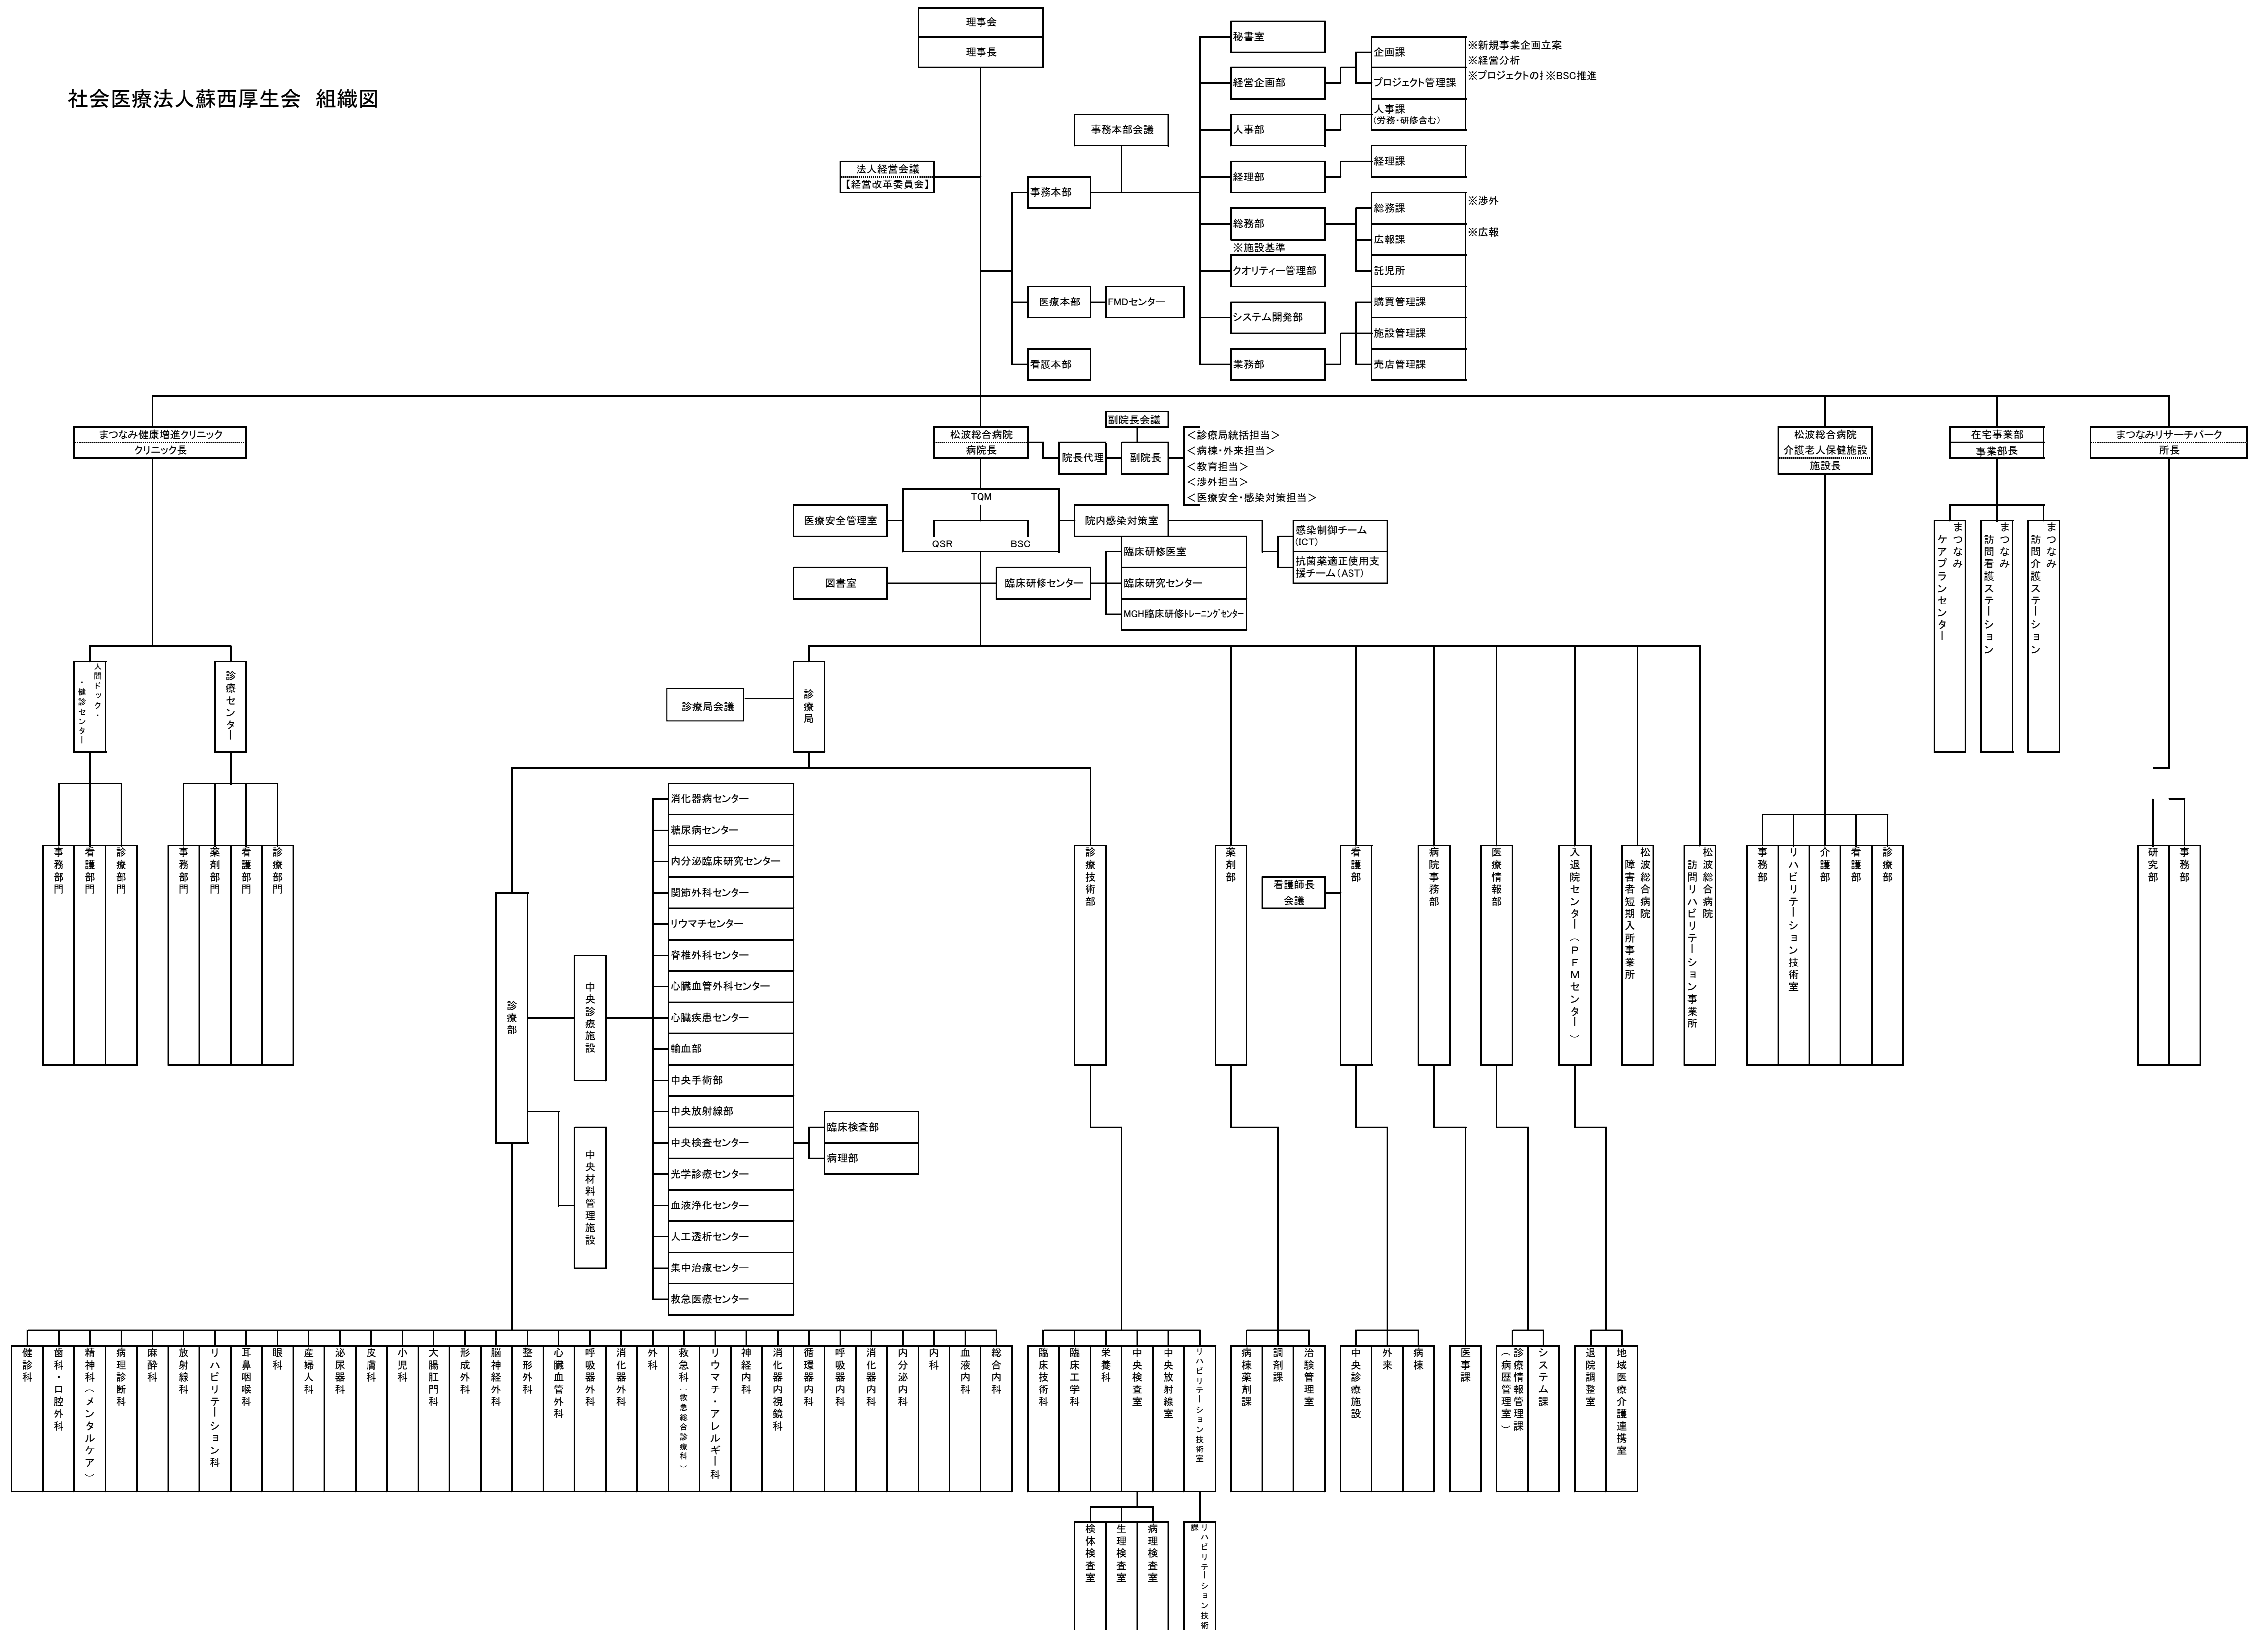 社会医療法人蘇西厚生会　組織図
理事会
理事長
法人経営会議
【経営改革委員会】
事務本部会議
事務本部
医療本部
FMDセンター
看護本部
秘書室
経営企画部
人事部
経理部
総務部
※施設基準
クオリティー管理部
システム開発部
業務部
企画課
プロジェクト管理課
人事課
(労務・研修含む)
経理課
総務課
広報課
託児所
購買管理課
施設管理課
売店管理課
※新規事業企画立案
※経営分析
※プロジェクトの
※BSC推進
※渉外
※広報
まつなみ健康増進クリニック
クリニック長
松波総合病院
病院長
院長代理
副院長会議
副院長
＜診療局統括担当＞
＜病棟・外来担当＞
＜教育担当＞
＜渉外担当＞
＜医療安全・感染対策担当＞
松波総合病院
介護老人保健施設
施設長
在宅事業部
事業部長
まつなみリサーチパーク
所長
TQM
QSR
BSC
医療安全管理室
院内感染対策室
感染制御チーム
(ICT)
抗菌薬適正使用支
援チーム(AST)
図書室
臨床研修センター
臨床研修医室
臨床研究センター
MGH臨床研修トレーニングセンター
まつなみ
ケアプランセンター
まつなみ
訪問看護ステーション
まつなみ
訪問介護ステーション
人間ドック・
・健診センター
診療センター
診療局会議
診療局
事務部門
看護部門
診療部門
事務部門
薬剤部門
看護部門
診療部門
診療部
中央診療施設
中央材料管理施設
消化器病センター
糖尿病センター
内分泌臨床研究センター
関節外科センター
リウマチセンター
脊椎外科センター
心臓血管外科センター
心臓疾患センター
輸血部
中央手術部
中央放射線部
中央検査センター
光学診療センター
血液浄化センター
人工透析センター
集中治療センター
救急医療センター
臨床検査部
病理部
診療技術部
薬剤部
看護師長
会議
看護部
病院事務部
医療情報部
入退院センター（ＰＦＭセンター）
松波総合病院
障害者短期入所事業所
松波総合病院
訪問リハビリテーション事業所
事務部
リハビリテーション技術室
介護部
看護部
診療部
研究部
事務部
健診科
歯科・口腔外科
精神科（メンタルケア）
病理診断科
麻酔科
放射線科
リハビリテーション科
耳鼻咽喉科
眼科
産婦人科
泌尿器科
皮膚科
小児科
大腸肛門科
形成外科
脳神経外科
整形外科
心臓血管外科
呼吸器外科
消化器外科
外科
救急科（救急総合診療科）
リウマチ・アレルギー科
神経内科
消化器内視鏡科
循環器内科
呼吸器内科
消化器内科
内分泌内科
内科
血液内科
総合内科
臨床技術科
臨床工学科
栄養科
中央検査室
中央放射線室
リハビリテーション技術室
病棟薬剤課
調剤課
治験管理室
中央診療施設
外来
病棟
医事課
診療情報管理課
（病歴管理室）
システム課
退院調整室
地域医療介護連携室
検体検査室
生理検査室
病理検査室
リハビリテーション技術
課